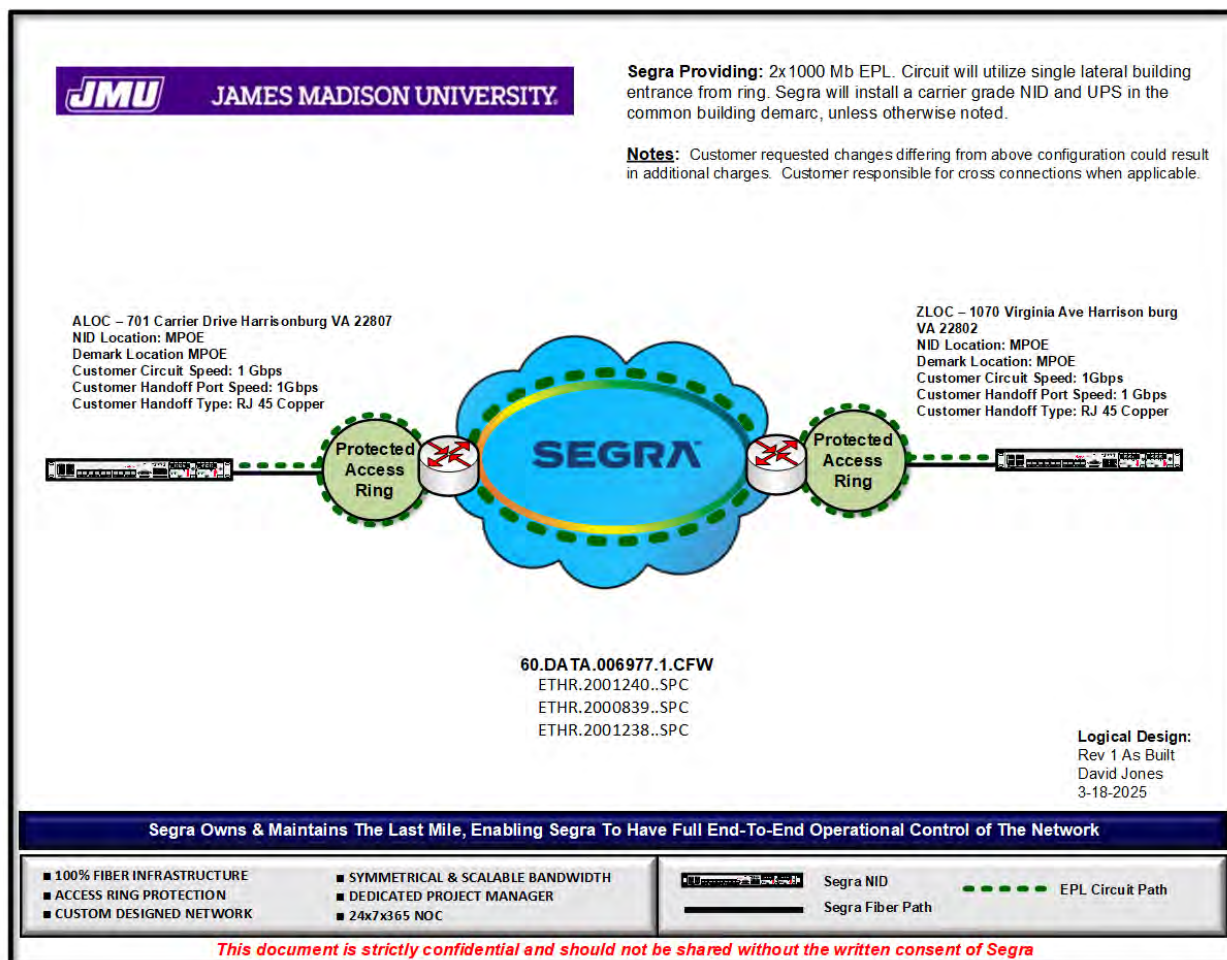 JMU JAMES MADISON UNIVERSITY.
Segra Providing: 2x1000 Mb EPL. Circuit will utilize single lateral building
entrance from ring. Segra will install a carrier grade NID and UPS in the
common building demarc, unless otherwise noted.
Notes: Customer requested changes differing from above configuration could result
in additional charges. Customer responsible for cross connections when applicable.
ALOC – 701 Carrier Drive Harrisonburg VA 22807
NID Location: MPOE
Demark Location MPOE
Customer Circuit Speed: 1 Gbps
Customer Handoff Port Speed: 1Gbps
Customer Handoff Type: RJ 45 Copper
ZLOC – 1070 Virginia Ave Harrison burg
VA 22802
NID Location: MPOE
Demark Location: MPOE
Customer Circuit Speed: 1Gbps
Customer Handoff Port Speed: 1 Gbps
Customer Handoff Type: RJ 45 Copper
Protected
Access
Ring
SEGRA
Protected
Access
Ring
60.DATA.006977.1.CFW
ETHR.2001240..SPC
ETHR.2000839..SPC
ETHR.2001238..SPC
Logical Design:
Rev 1 As Built
David Jones
3-18-2025
Segra Owns & Maintains The Last Mile, Enabling Segra To Have Full End-To-End Operational Control of The Network
■ 100% FIBER INFRASTRUCTURE
■ ACCESS RING PROTECTION
■ CUSTOM DESIGNED NETWORK
■ SYMMETRICAL & SCALABLE BANDWIDTH
■ DEDICATED PROJECT MANAGER
■ 24x7x365 NOC
Segra NID
Segra Fiber Path
EPL Circuit Path
This document is strictly confidential and should not be shared without the written consent of Segra